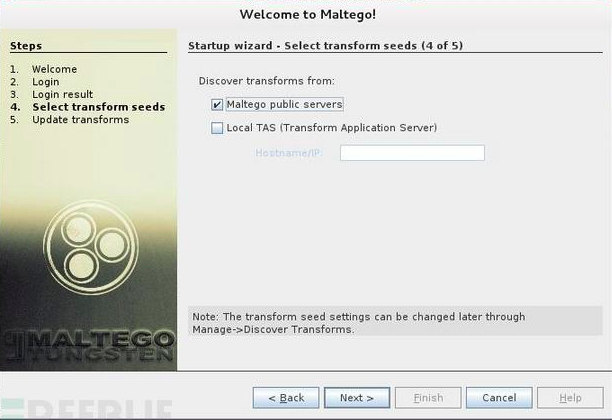 Welcome to Maltego!
Steps
1. Welcome
2. Login
3. Login result
4. Select transform seeds
5. Update transforms
Startup wizard - Select transform seeds (4 of 5)
Discover transforms from:
Maltego public servers
Local TAS (Transform Application Server)
Hostname/IP:
Note: The transform seed settings can be changed later through
Manage->Discover Transforms.
MALTEGO
TUNGSTEN
< Back
Next >
Finish
Cancel
Help